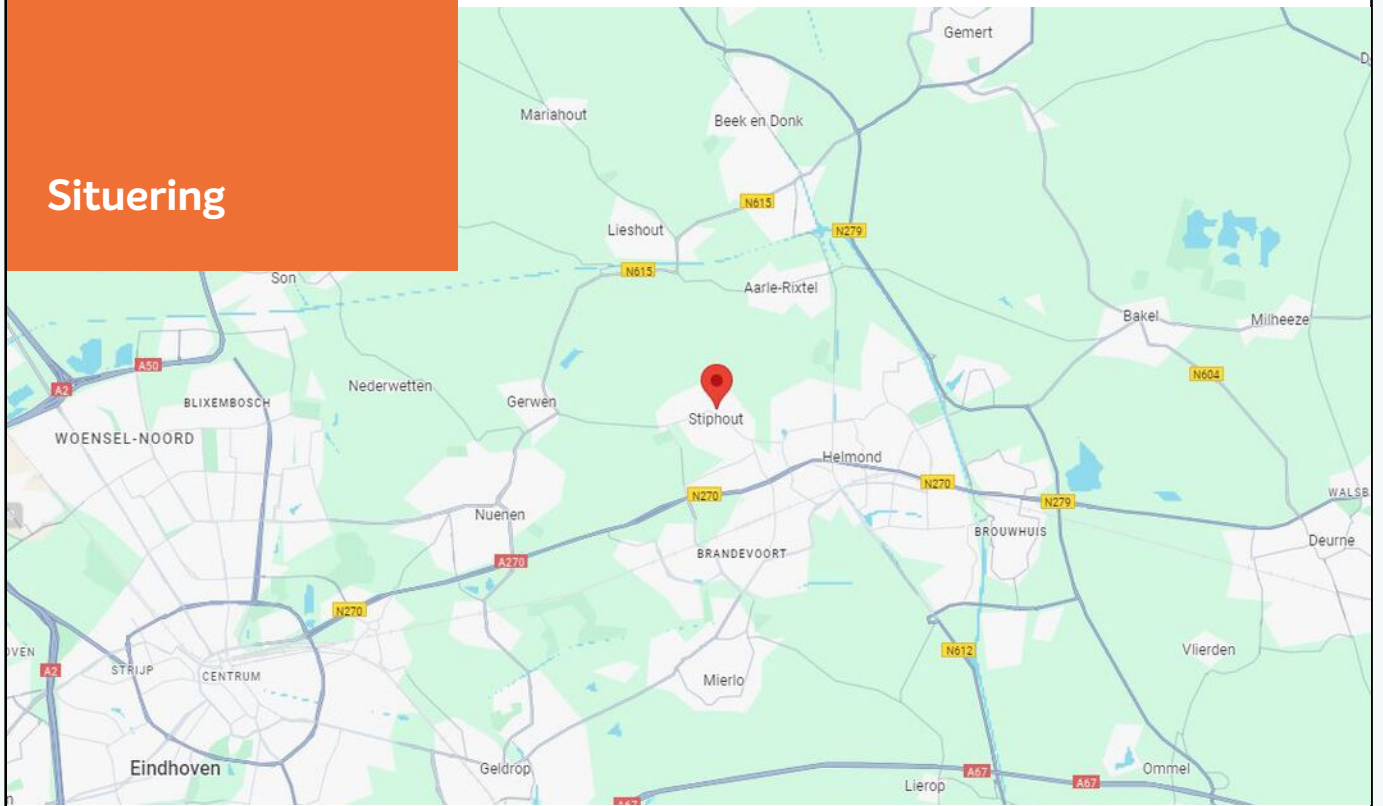 Situering
Gemert
Mariahout
Beek en Donk
N615
Lieshout
N279
N615
Son
Aarle-Rixtel
Bakel
Milheeze
A50
N604
A2
Nederwetten
BLIXEMBOSCH
Gerwen
Stiphout
WOENSEL-NOORD
Helmond
N270
N270
N279
WALSB
Nuenen
BROUWHUIS
Deurne
BRANDEVOORT
A270
N270
OVEN
A2
STRIJP
CENTRUM
N612
Vlierden
Mierlo
Eindhoven
Geldrop
A67
Ommel
A67
Lierop
A67